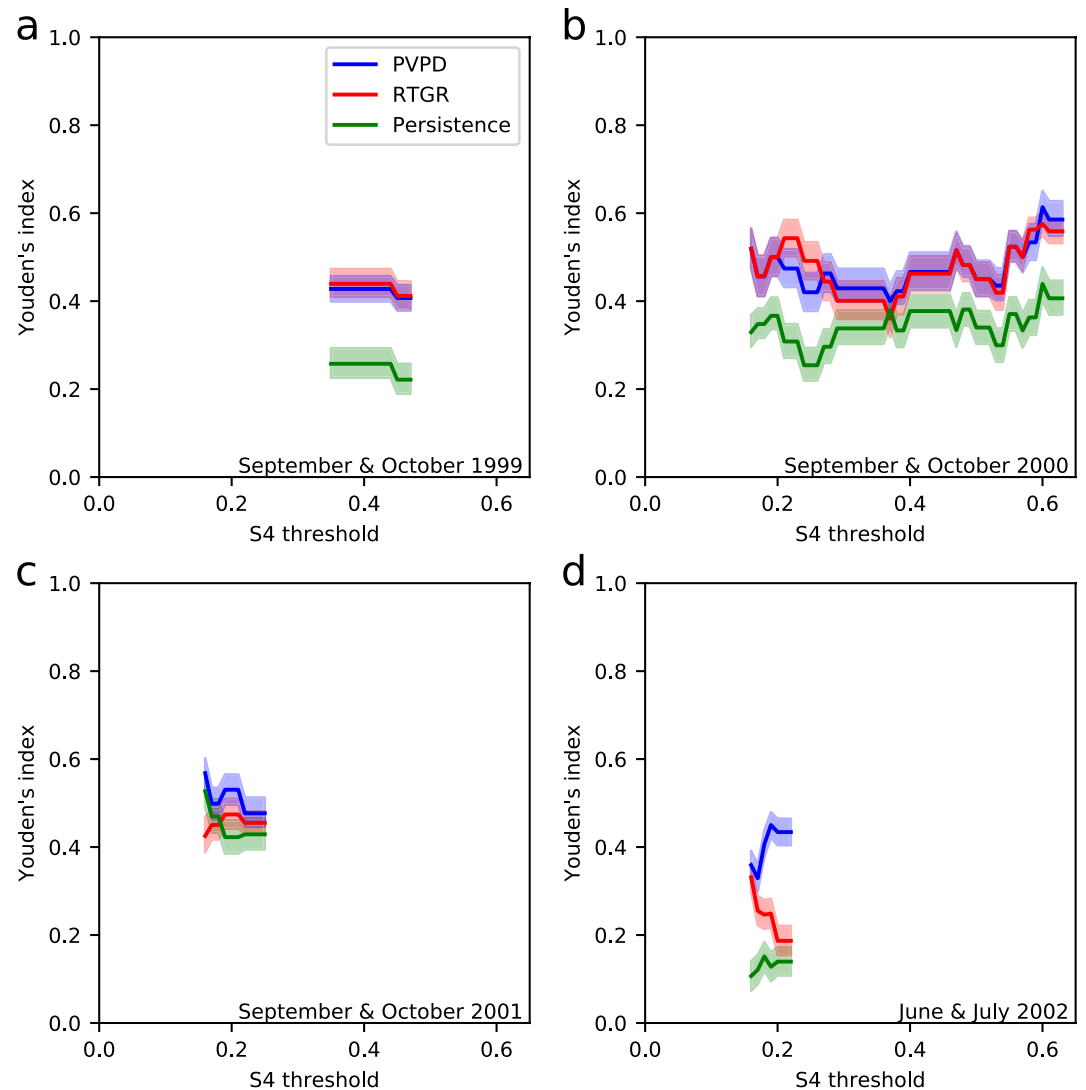 a
1.0
0.8
0.6
0.4
0.2
0.0
Youden's index
PVPD
RTGR
Persistence
September & October 1999
0.0 0.2 0.4 0.6
S4 threshold
b
1.0
0.8
0.6
0.4
0.2
0.0
Youden's index
September & October 2000
0.0 0.2 0.4 0.6
S4 threshold
c
1.0
0.8
0.6
0.4
0.2
0.0
Youden's index
September & October 2001
0.0 0.2 0.4 0.6
S4 threshold
d
1.0
0.8
0.6
0.4
0.2
0.0
Youden's index
June & July 2002
0.0 0.2 0.4 0.6
S4 threshold